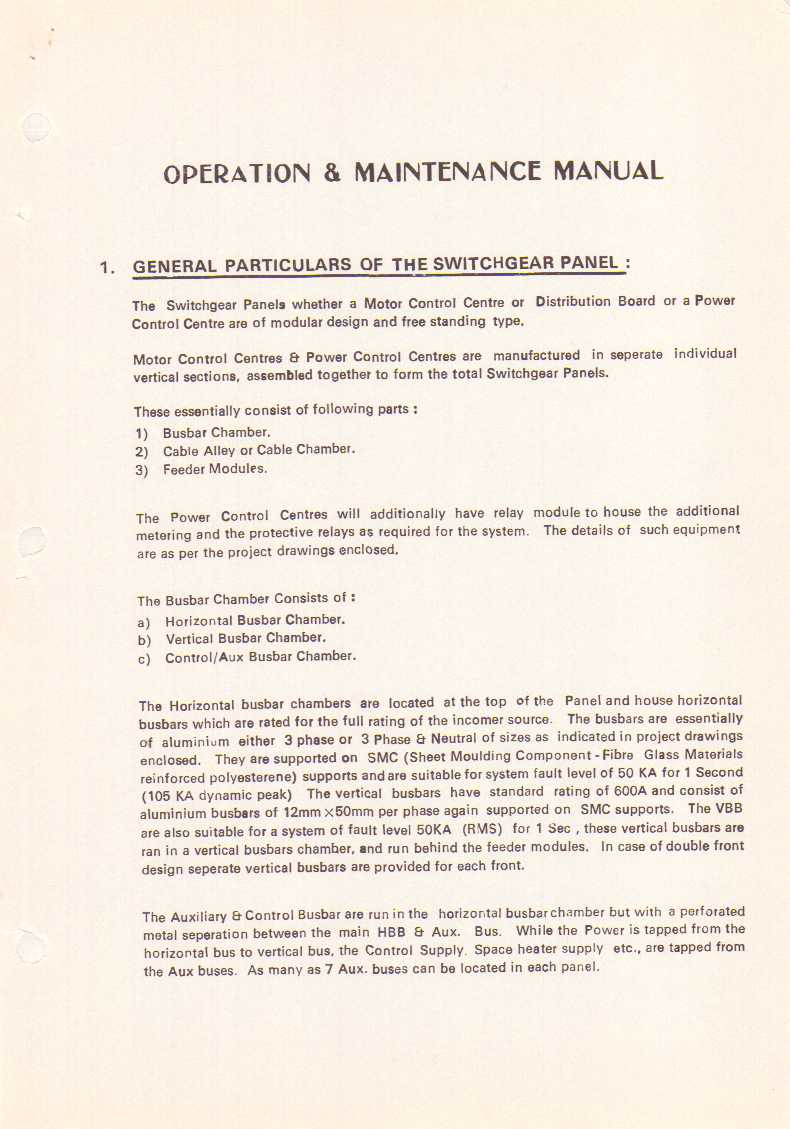 OPERATION & MAINTENANCE MANUAL
1. GENERAL PARTICULARS OF THE SWITCHGEAR PANEL :
The Switchgear Panels whether a Motor Control Centre or Distribution Board or a Power
Control Centre are of modular design and free standing type.
Motor Control Centres & Power Control Centres are manufactured in seperate individual
vertical sections, assembled together to form the total Switchgear Panels.
These essentially consist of following parts :
1) Busbar Chamber.
2) Cable Alley or Cable Chamber.
3) Feeder Modules.
The Power Control Centres will additionally have relay module to house the additional
metering and the protective relays as required for the system. The details of such equipment
are as per the project drawings enclosed.
The Busbar Chamber Consists of :
a) Horizontal Busbar Chamber.
b) Vertical Busbar Chamber.
c) Control/Aux Busbar Chamber.
The Horizontal busbar chambers are located at the top of the Panel and house horizontal
busbars which are rated for the full rating of the incomer source. The busbars are essentially
of aluminium either 3 phase or 3 Phase & Neutral of sizes as indicated in project drawings
enclosed. They are supported on SMC (Sheet Moulding Component - Fibre Glass Materials
reinforced polyesterene) supports and are suitable for system fault level of 50 KA for 1 Second
(105 KA dynamic peak) The vertical busbars have standard rating of 600A and consist of
aluminium busbars of 12mm ×50mm per phase again supported on SMC supports. The VBB
are also suitable for a system of fault level 50KA (RMS) for 1 Sec , these vertical busbars are
ran in a vertical busbars chamber, and run behind the feeder modules. In case of double front
design seperate vertical busbars are provided for each front.
The Auxiliary & Control Busbar are run in the horizontal busbar chamber but with a perforated
metal seperation between the main HBB & Aux. Bus. While the Power is tapped from the
horizontal bus to vertical bus, the Control Supply. Space heater supply etc., are tapped from
the Aux buses. As many as 7 Aux. buses can be located in each panel.